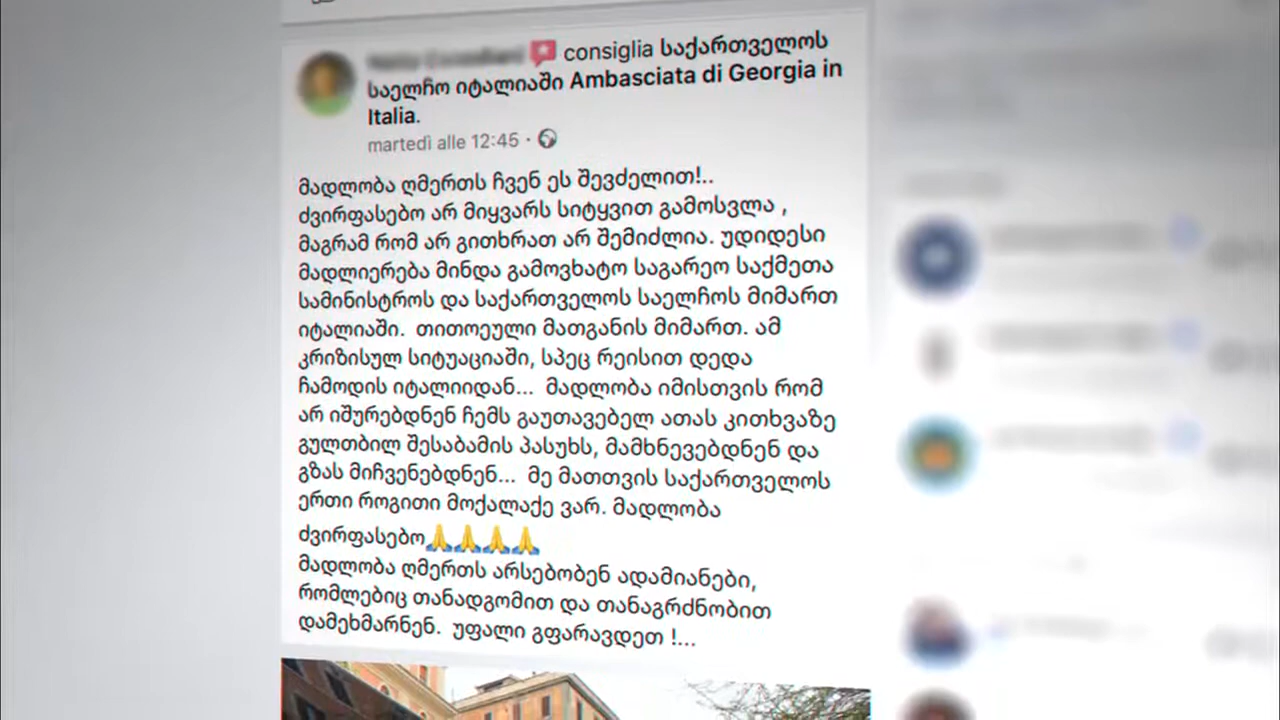 consiglia საქართველოს
საელჩო იტალიაში Ambasciata di Georgia in
Italia.
martedì alle 12:45 ·
მადლობა ღმერთს ჩვენ ეს შევძელით!..
ძვირფასებო არ მიყვარს სიტყვით გამოსვლა ,
მაგრამ რომ არ გითხრათ არ შემიძლია. უდიდესი
მადლიერება მინდა გამოვხატო საგარეო საქმეთა
სამინისტროს და საქართველოს საელჩოს მიმართ
იტალიაში. თითოეული მათგანის მიმართ. ამ
კრიზისულ სიტუაციაში, სპეც რეისით დედა
ჩამოდის იტალიიდან... მადლობა იმისთვის რომ
არ იშურებდნენ ჩემს გაუთავებელ ათას კითხვაზე
გულთბილ შესაბამის პასუხს, მამხნევებდნენ და
გზას მიჩვენებდნენ... მე მათთვის საქართველოს
ერთი როგითი მოქალაქე ვარ. მადლობა
ძვირფასებო🙏🙏🙏🙏
მადლობა ღმერთს არსებობენ ადამიანები,
რომლებიც თანადგომით და თანაგრძნობით
დამეხმარნენ. უფალი გფარავდეთ !...